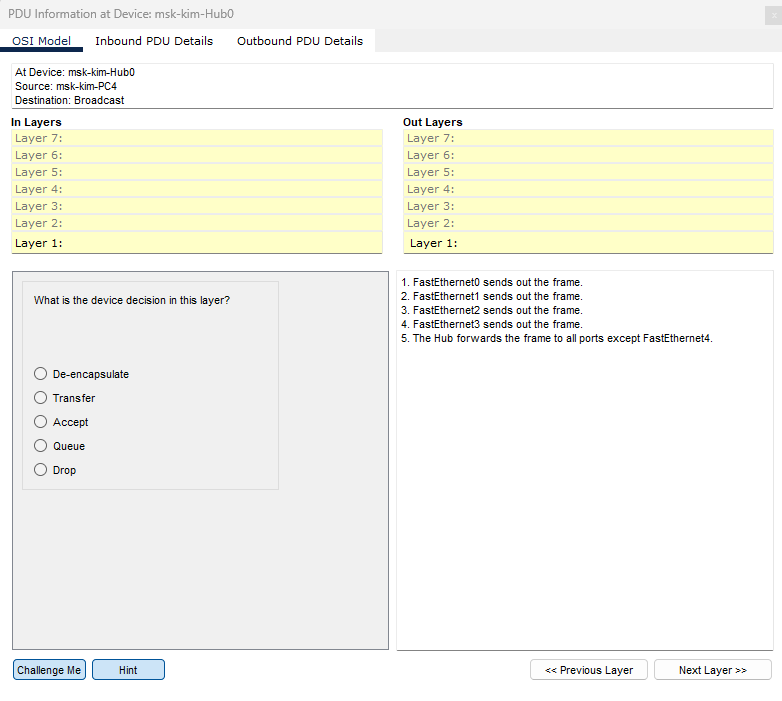 PDU Information at Device: msk-kim-Hub0
OSI Model Inbound PDU Details Outbound PDU Details
At Device: msk-kim-Hub0
Source: msk-kim-PC4
Destination: Broadcast
In Layers
Layer 7:
Layer 6:
Layer 5:
Layer 4:
Layer 3:
Layer 2:
Layer 1:
Out Layers
Layer 7:
Layer 6:
Layer 5:
Layer 4:
Layer 3:
Layer 2:
Layer 1:
What is the device decision in this layer?
De-encapsulate
Transfer
Accept
Queue
Drop
1. FastEthernet0 sends out the frame.
2. FastEthernet1 sends out the frame.
3. FastEthernet2 sends out the frame.
4. FastEthernet3 sends out the frame.
5. The Hub forwards the frame to all ports except FastEthernet4.
Challenge Me Hint << Previous Layer Next Layer >>